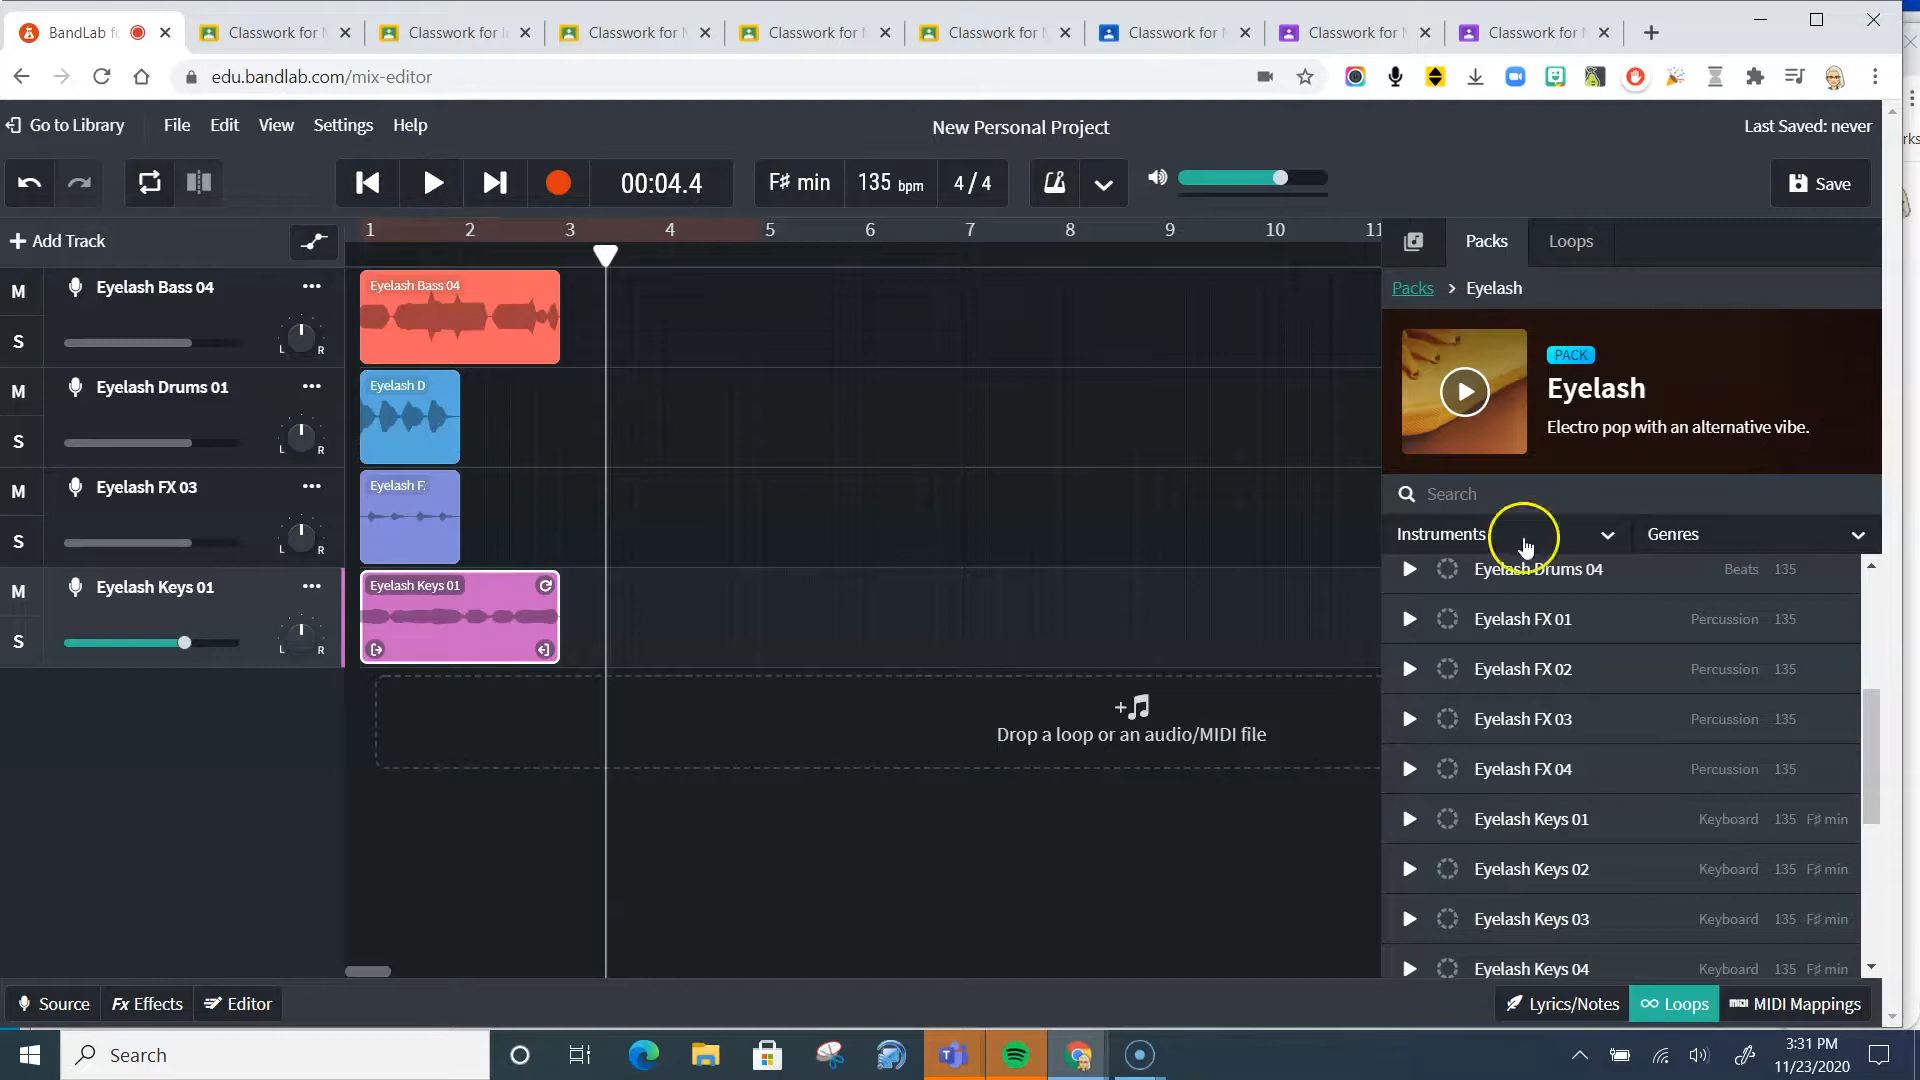 BandLab fo
Classwork for M
Classwork for I
Classwork for M
Classwork for M
Classwork for M
Classwork for M
Classwork for M
Classwork for M
edu.bandlab.com/mix-editor
Go to Library
File
Edit
View
Settings
Help
New Personal Project
Last Saved: never
00:04.4
F♯ min
135 bpm
4 / 4
Save
Add Track
1 2 3 4 5 6 7 8 9 10 11
Packs
Loops
Packs > Eyelash
PACK
Eyelash
Electro pop with an alternative vibe.
Search
Instruments
Genres
M
Eyelash Bass 04
S
L R
Eyelash Bass 04
M
Eyelash Drums 01
S
L R
Eyelash D
M
Eyelash FX 03
S
L R
Eyelash F
M
Eyelash Keys 01
S
L R
Eyelash Keys 01
Drop a loop or an audio/MIDI file
Eyelash Drums 04 Beats 135
Eyelash FX 01 Percussion 135
Eyelash FX 02 Percussion 135
Eyelash FX 03 Percussion 135
Eyelash FX 04 Percussion 135
Eyelash Keys 01 Keyboard 135 F♯ min
Eyelash Keys 02 Keyboard 135 F♯ min
Eyelash Keys 03 Keyboard 135 F♯ min
Eyelash Keys 04 Keyboard 135 F♯ min
Source
Fx Effects
Editor
Lyrics/Notes
Loops
MIDI Mappings
Search
3:31 PM
11/23/2020